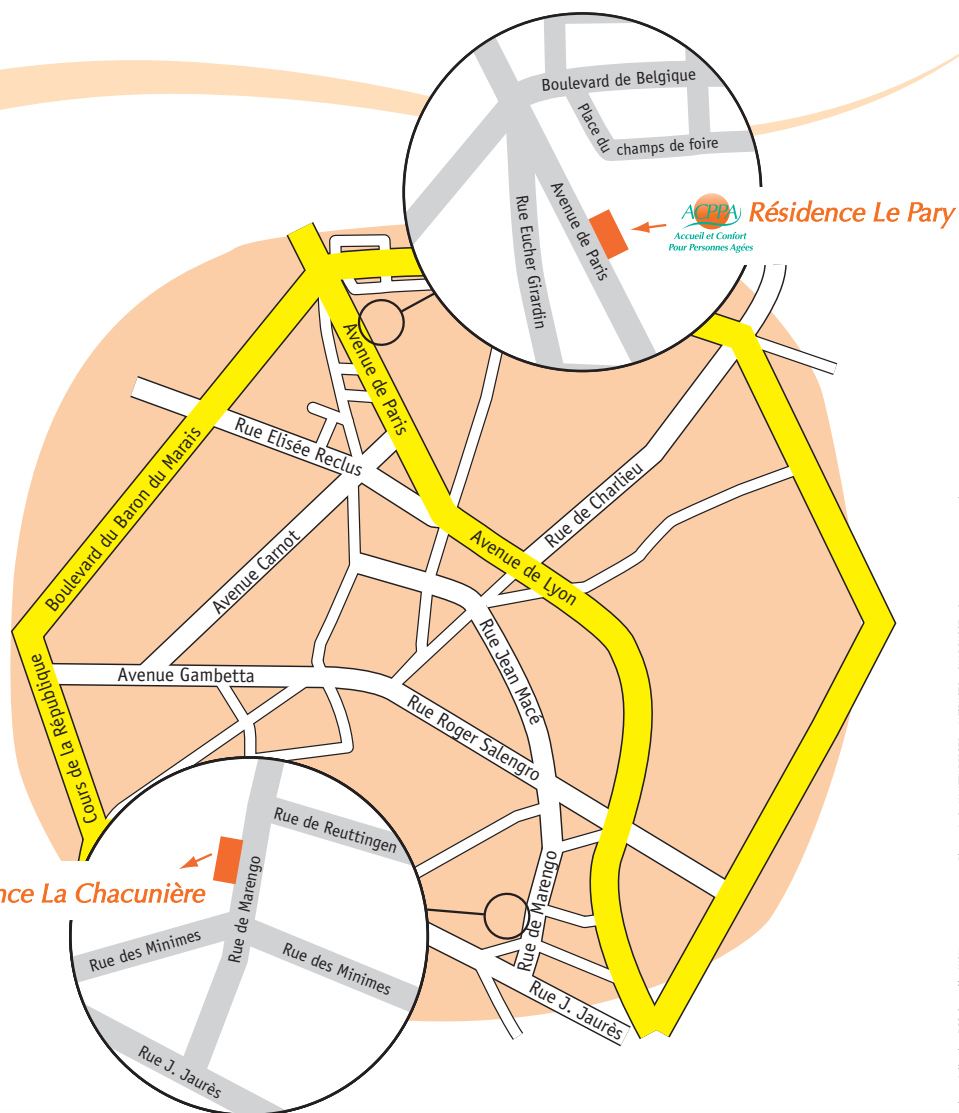 Boulevard de Belgique
Place du
champs de foire
Avenue de Paris
Rue Eucher Girardin
ACPPA
Accueil et Confort
Pour Personnes Agées
Résidence Le Pary
Avenue de Paris
Rue Elisée Reclus
Boulevard du Baron du Marais
Avenue Carnot
Rue de Charlieu
Avenue de Lyon
Rue Jean Macé
Avenue Gambetta
Cours de la République
Rue Roger Salengro
Rue de Marengo
Rue J. Jaurès
Rue de Reuttingen
nce La Chacunière
Rue de Marengo
Rue des Minimes
Rue des Minimes
Rue J. Jaurès